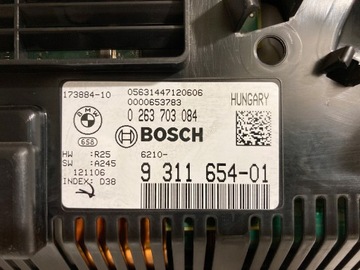 173884-10 05631447120606 HUNGARY
0000653783
0 263 703 084
BMW
GSD
BOSCH
HW : R25 6210-
SW : A245 9 311 654-01
121106
INDEX: D38